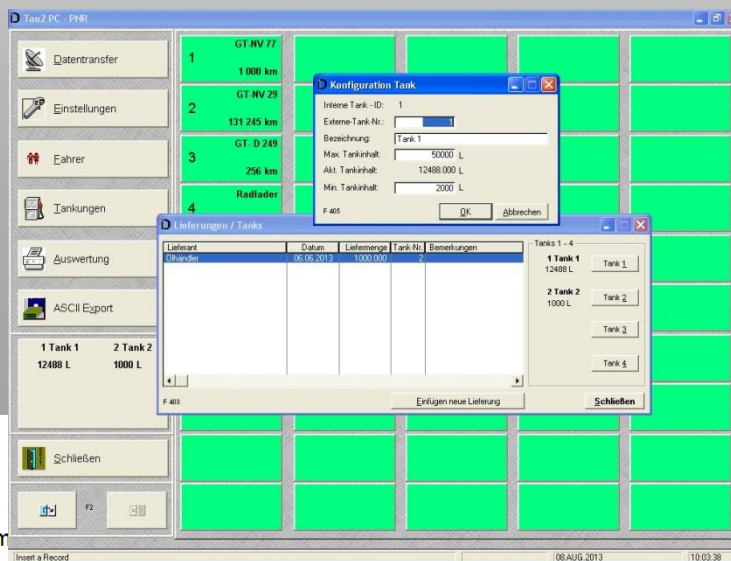 Tau2 PC - PNR
Datentransfer
Einstellungen
Fahrer
Tankungen
Auswertung
ASCII Export
1 Tank 1 2 Tank 2
12488 L 1000 L
Schließen
F2
1 GT-NV 77
1 000 km
2 GT-NV 29
131 245 km
3 GT- D 249
256 km
4 Radlader
Konfiguration Tank
Interne Tank - ID: 1
Externe-Tank-Nr.: 1
Bezeichnung: Tank 1
Max. Tankinhalt: 50000 L
Akt. Tankinhalt: 12488.000 L
Min. Tankinhalt: 2000 L
F 405 OK Abbrechen
Lieferungen / Tanks
Lieferant Datum Liefermenge Tank-Nr. Bemerkungen
Ölhändler 06.06.2013 1000.000 2
Tanks 1 - 4
1 Tank 1
12488 L Tank 1
2 Tank 2
1000 L Tank 2
Tank 3
Tank 4
F 403 Einfügen neue Lieferung Schließen
Insert a Record 08.AUG.2013 10:03:38